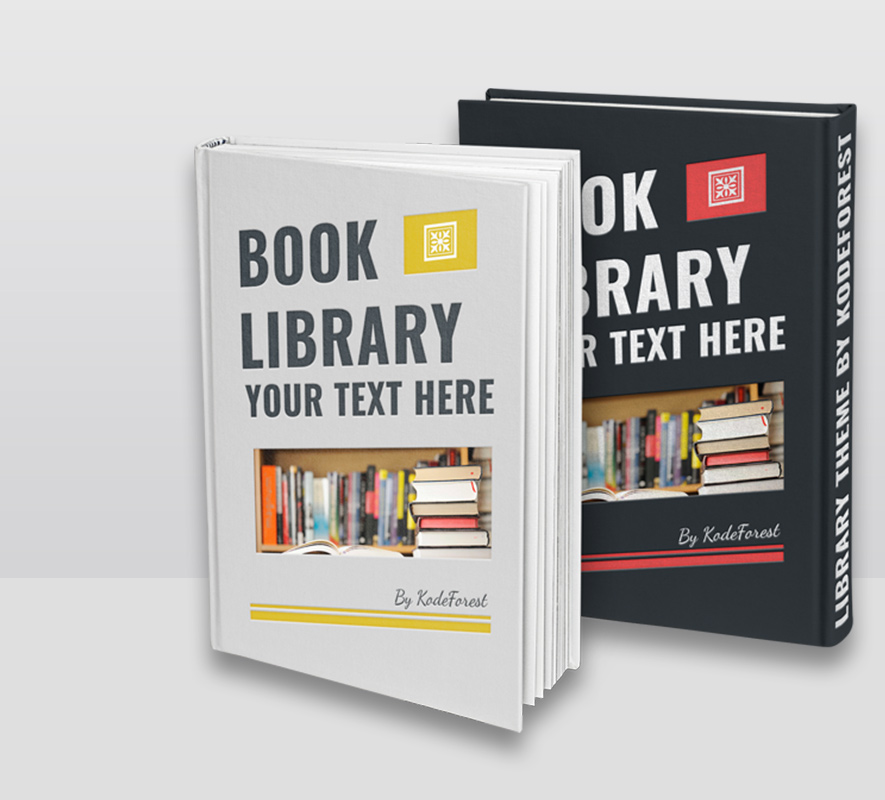 BOOK
LIBRARY
YOUR TEXT HERE
By KodeForest
OK
BRARY
R TEXT HERE
By KodeForest
LIBRARY THEME BY KODEFOREST